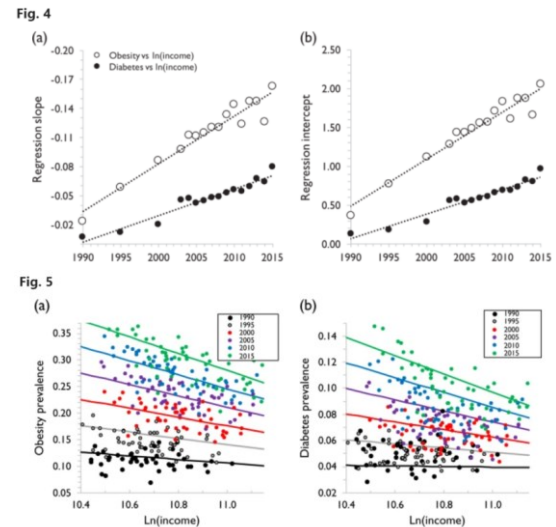 Fig. 4
(a)
(b)
Obesity vs ln(income)
Diabetes vs ln(income)
Regression slope
-0.20
-0.17
-0.14
-0.11
-0.08
-0.05
-0.02
1990 1995 2000 2005 2010 2015
Regression intercept
2.50
2.00
1.50
1.00
0.50
0.00
1990 1995 2000 2005 2010 2015
Fig. 5
(a)
(b)
1990
1995
2000
2005
2010
2015
Obesity prevalence
0.35
0.30
0.25
0.20
0.15
0.10
0.05
10.4 10.6 10.8 11.0
Ln(income)
1990
1995
2000
2005
2010
2015
Diabetes prevalence
0.14
0.12
0.10
0.08
0.06
0.04
0.02
10.4 10.6 10.8 11.0
Ln(income)